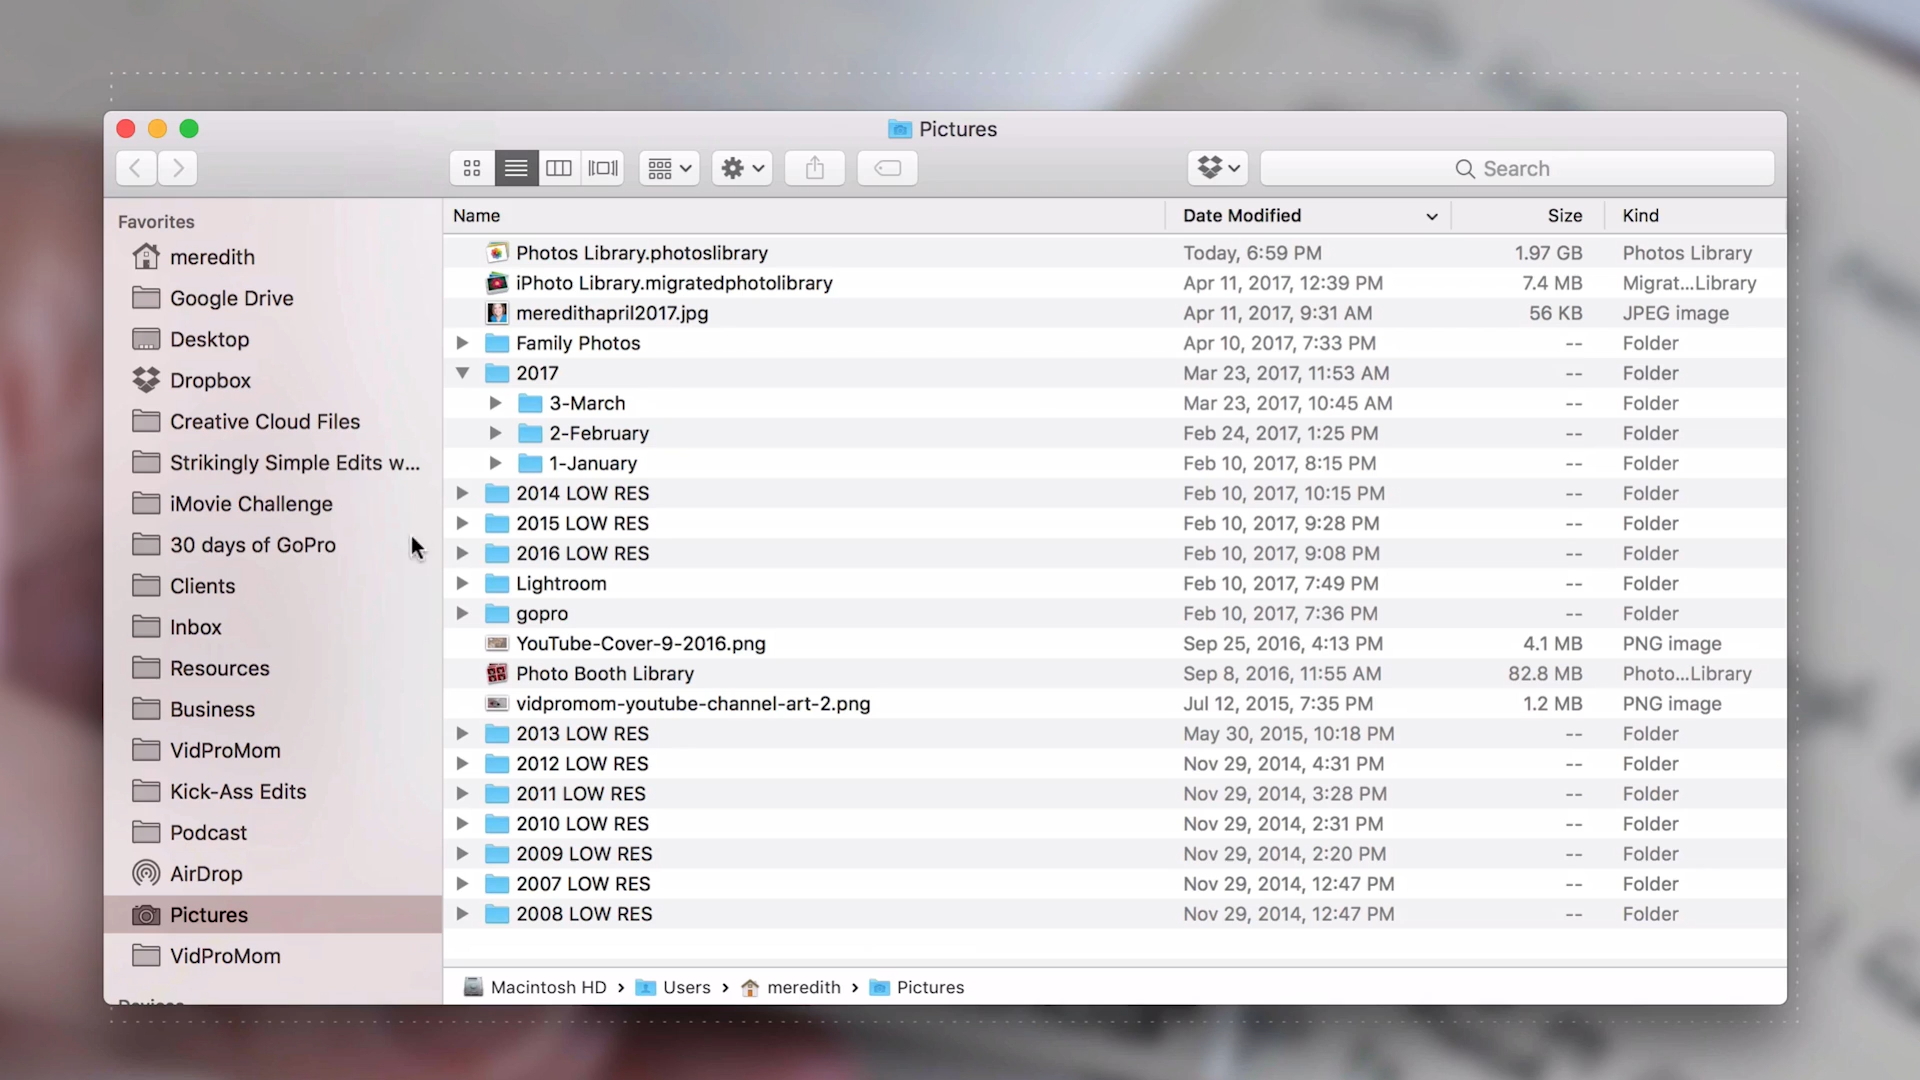 Pictures
Search
Favorites
meredith
Google Drive
Desktop
Dropbox
Creative Cloud Files
Strikingly Simple Edits w...
iMovie Challenge
30 days of GoPro
Clients
Inbox
Resources
Business
VidProMom
Kick-Ass Edits
Podcast
AirDrop
Pictures
VidProMom
Name Date Modified Size Kind
Photos Library.photoslibrary Today, 6:59 PM 1.97 GB Photos Library
iPhoto Library.migratedphotolibrary Apr 11, 2017, 12:39 PM 7.4 MB Migrat...Library
meredithapril2017.jpg Apr 11, 2017, 9:31 AM 56 KB JPEG image
Family Photos Apr 10, 2017, 7:33 PM -- Folder
2017 Mar 23, 2017, 11:53 AM -- Folder
3-March Mar 23, 2017, 10:45 AM -- Folder
2-February Feb 24, 2017, 1:25 PM -- Folder
1-January Feb 10, 2017, 8:15 PM -- Folder
2014 LOW RES Feb 10, 2017, 10:15 PM -- Folder
2015 LOW RES Feb 10, 2017, 9:28 PM -- Folder
2016 LOW RES Feb 10, 2017, 9:08 PM -- Folder
Lightroom Feb 10, 2017, 7:49 PM -- Folder
gopro Feb 10, 2017, 7:36 PM -- Folder
YouTube-Cover-9-2016.png Sep 25, 2016, 4:13 PM 4.1 MB PNG image
Photo Booth Library Sep 8, 2016, 11:55 AM 82.8 MB Photo...Library
vidpromom-youtube-channel-art-2.png Jul 12, 2015, 7:35 PM 1.2 MB PNG image
2013 LOW RES May 30, 2015, 10:18 PM -- Folder
2012 LOW RES Nov 29, 2014, 4:31 PM -- Folder
2011 LOW RES Nov 29, 2014, 3:28 PM -- Folder
2010 LOW RES Nov 29, 2014, 2:31 PM -- Folder
2009 LOW RES Nov 29, 2014, 2:20 PM -- Folder
2007 LOW RES Nov 29, 2014, 12:47 PM -- Folder
2008 LOW RES Nov 29, 2014, 12:47 PM -- Folder
Macintosh HD › Users › meredith › Pictures